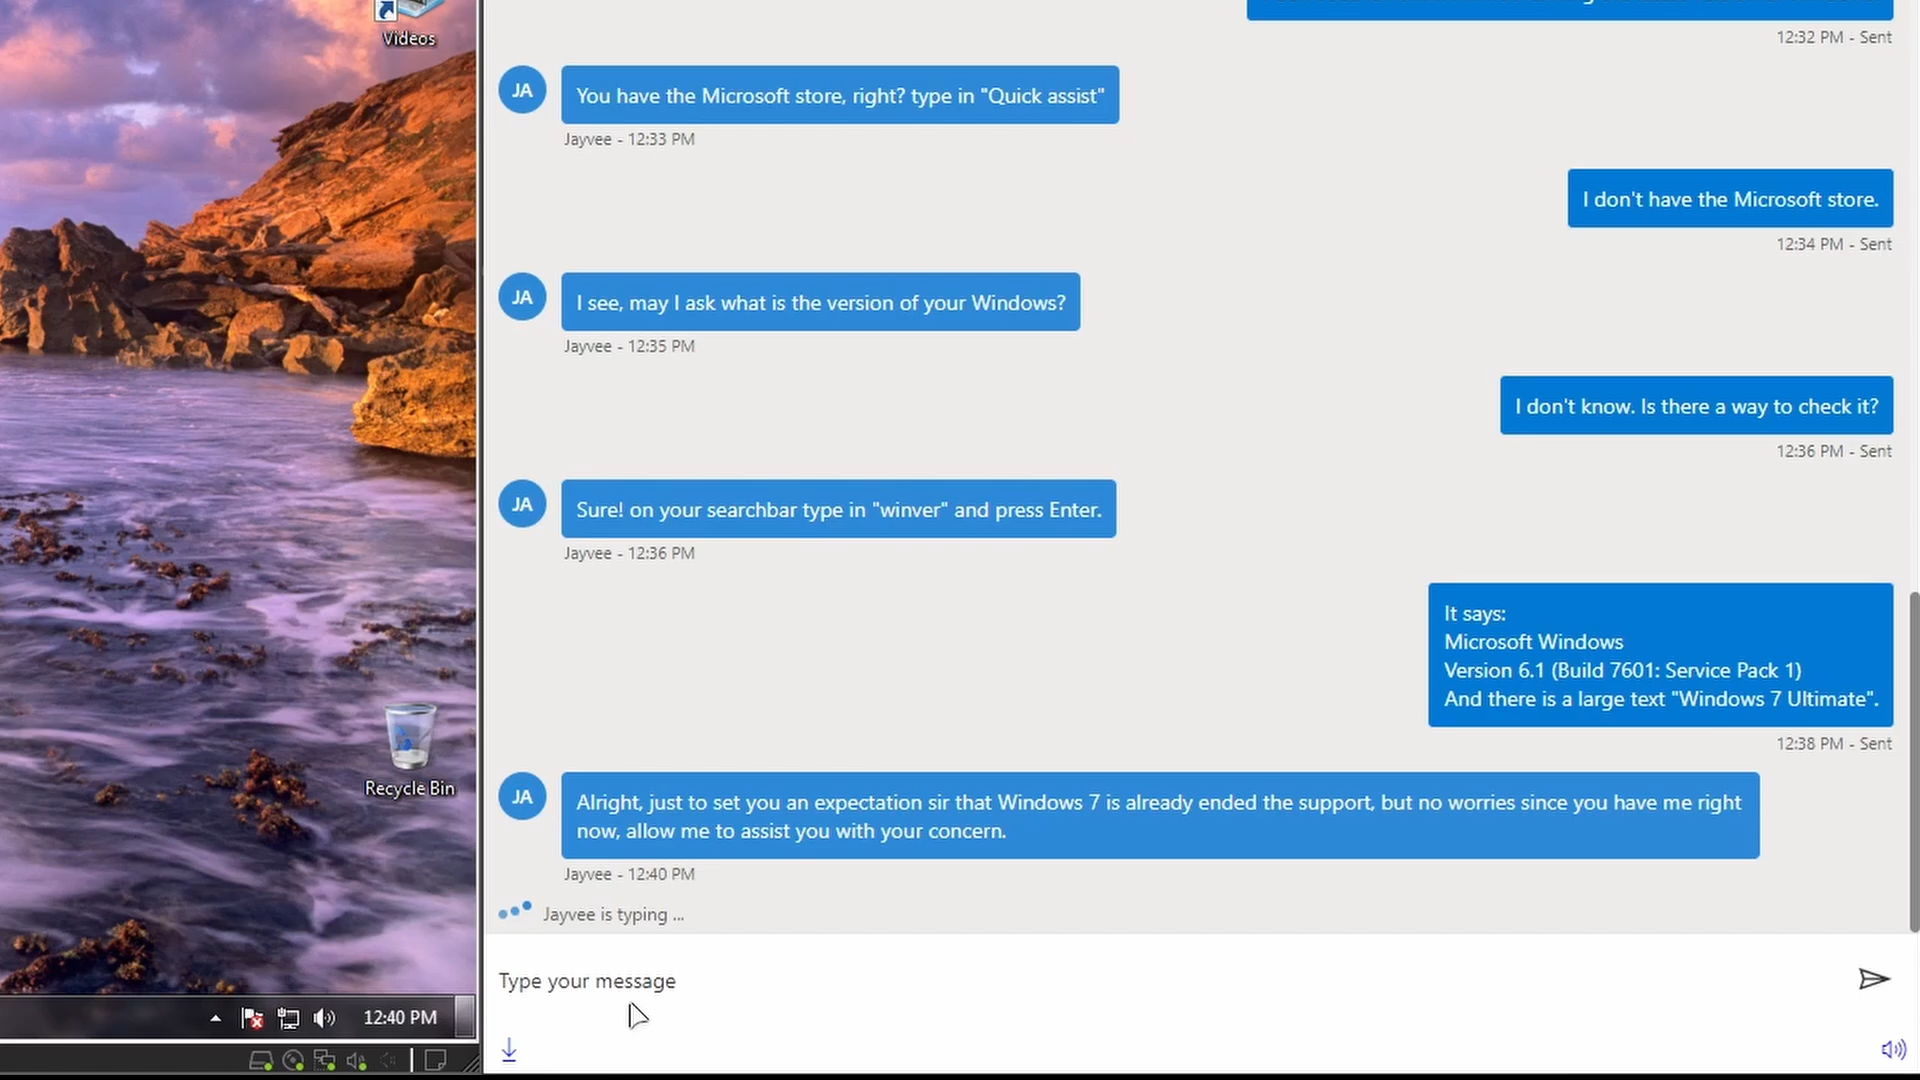 Videos
12:32 PM - Sent
JA
You have the Microsoft store, right? type in "Quick assist"
Jayvee - 12:33 PM
I don't have the Microsoft store.
12:34 PM - Sent
JA
I see, may I ask what is the version of your Windows?
Jayvee - 12:35 PM
I don't know. Is there a way to check it?
12:36 PM - Sent
JA
Sure! on your searchbar type in "winver" and press Enter.
Jayvee - 12:36 PM
It says:
Microsoft Windows
Version 6.1 (Build 7601: Service Pack 1)
And there is a large text "Windows 7 Ultimate".
12:38 PM - Sent
Recycle Bin
JA
Alright, just to set you an expectation sir that Windows 7 is already ended the support, but no worries since you have me right
now, allow me to assist you with your concern.
Jayvee - 12:40 PM
Jayvee is typing ...
Type your message
12:40 PM